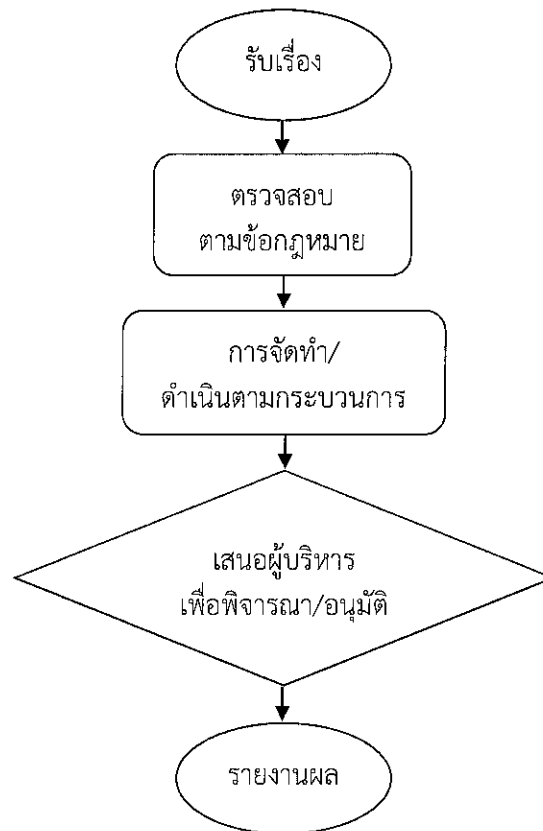 รับเรื่อง
ตรวจสอบ
ตามข้อกฎหมาย
การจัดทำ/
ดำเนินตามกระบวนการ
เสนอผู้บริหาร
เพื่อพิจารณา/อนุมัติ
รายงานผล